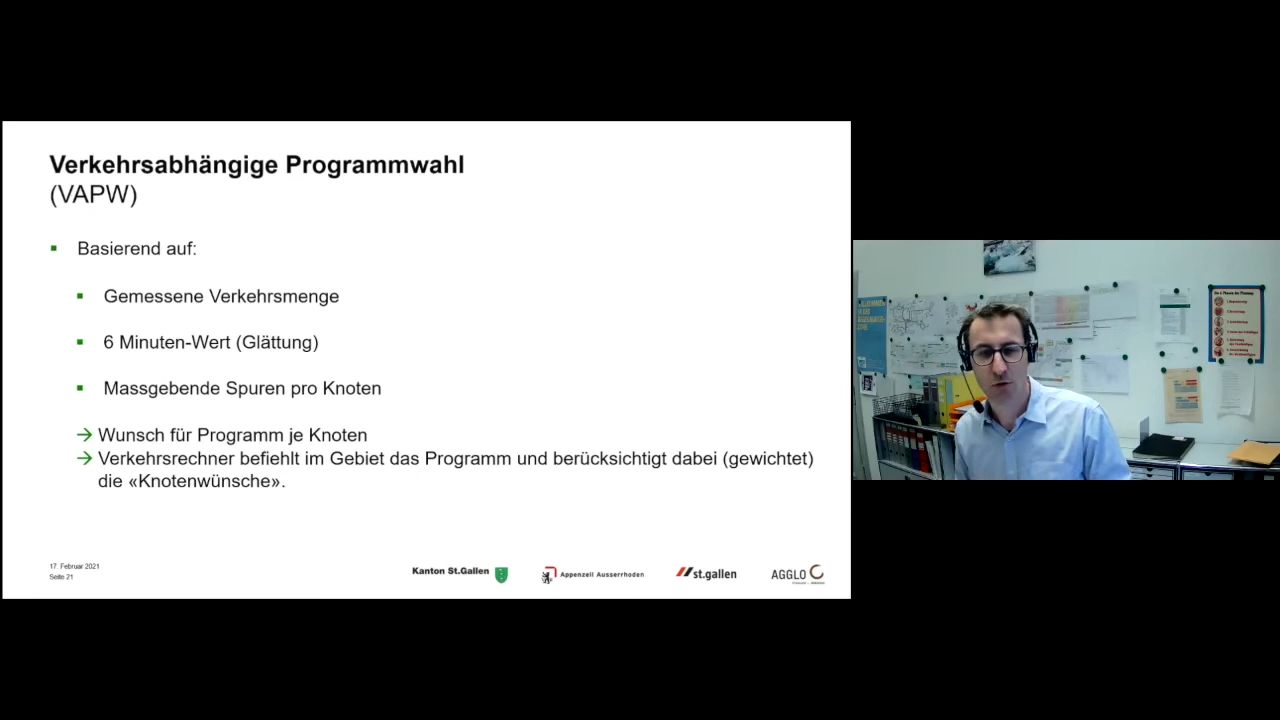 Verkehrsabhängige Programmwahl
(VAPW)
Basierend auf:
Gemessene Verkehrsmenge
6 Minuten-Wert (Glättung)
Massgebende Spuren pro Knoten
→ Wunsch für Programm je Knoten
→ Verkehrsrechner befiehlt im Gebiet das Programm und berücksichtigt dabei (gewichtet)
die «Knotenwünsche».
17. Februar 2021
Seite 21
Kanton St.Gallen
Appenzell Ausserrhoden
st.gallen
AGGLO